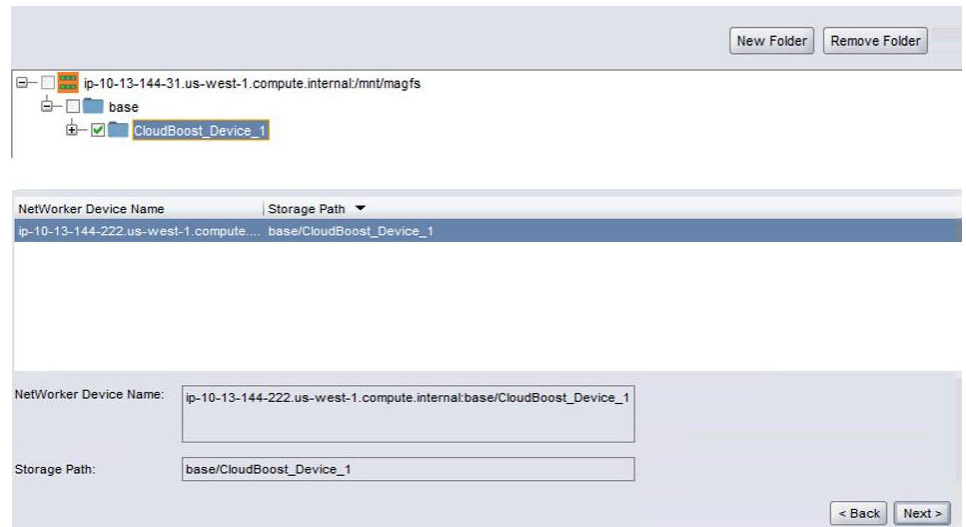 New Folder Remove Folder
ip-10-13-144-31.us-west-1.compute.internal:/mnt/magfs
base
CloudBoost_Device_1
NetWorker Device Name Storage Path
ip-10-13-144-222.us-west-1.compute.... base/CloudBoost_Device_1
NetWorker Device Name: ip-10-13-144-222.us-west-1.compute.internal:base/CloudBoost_Device_1
Storage Path: base/CloudBoost_Device_1
< Back Next >